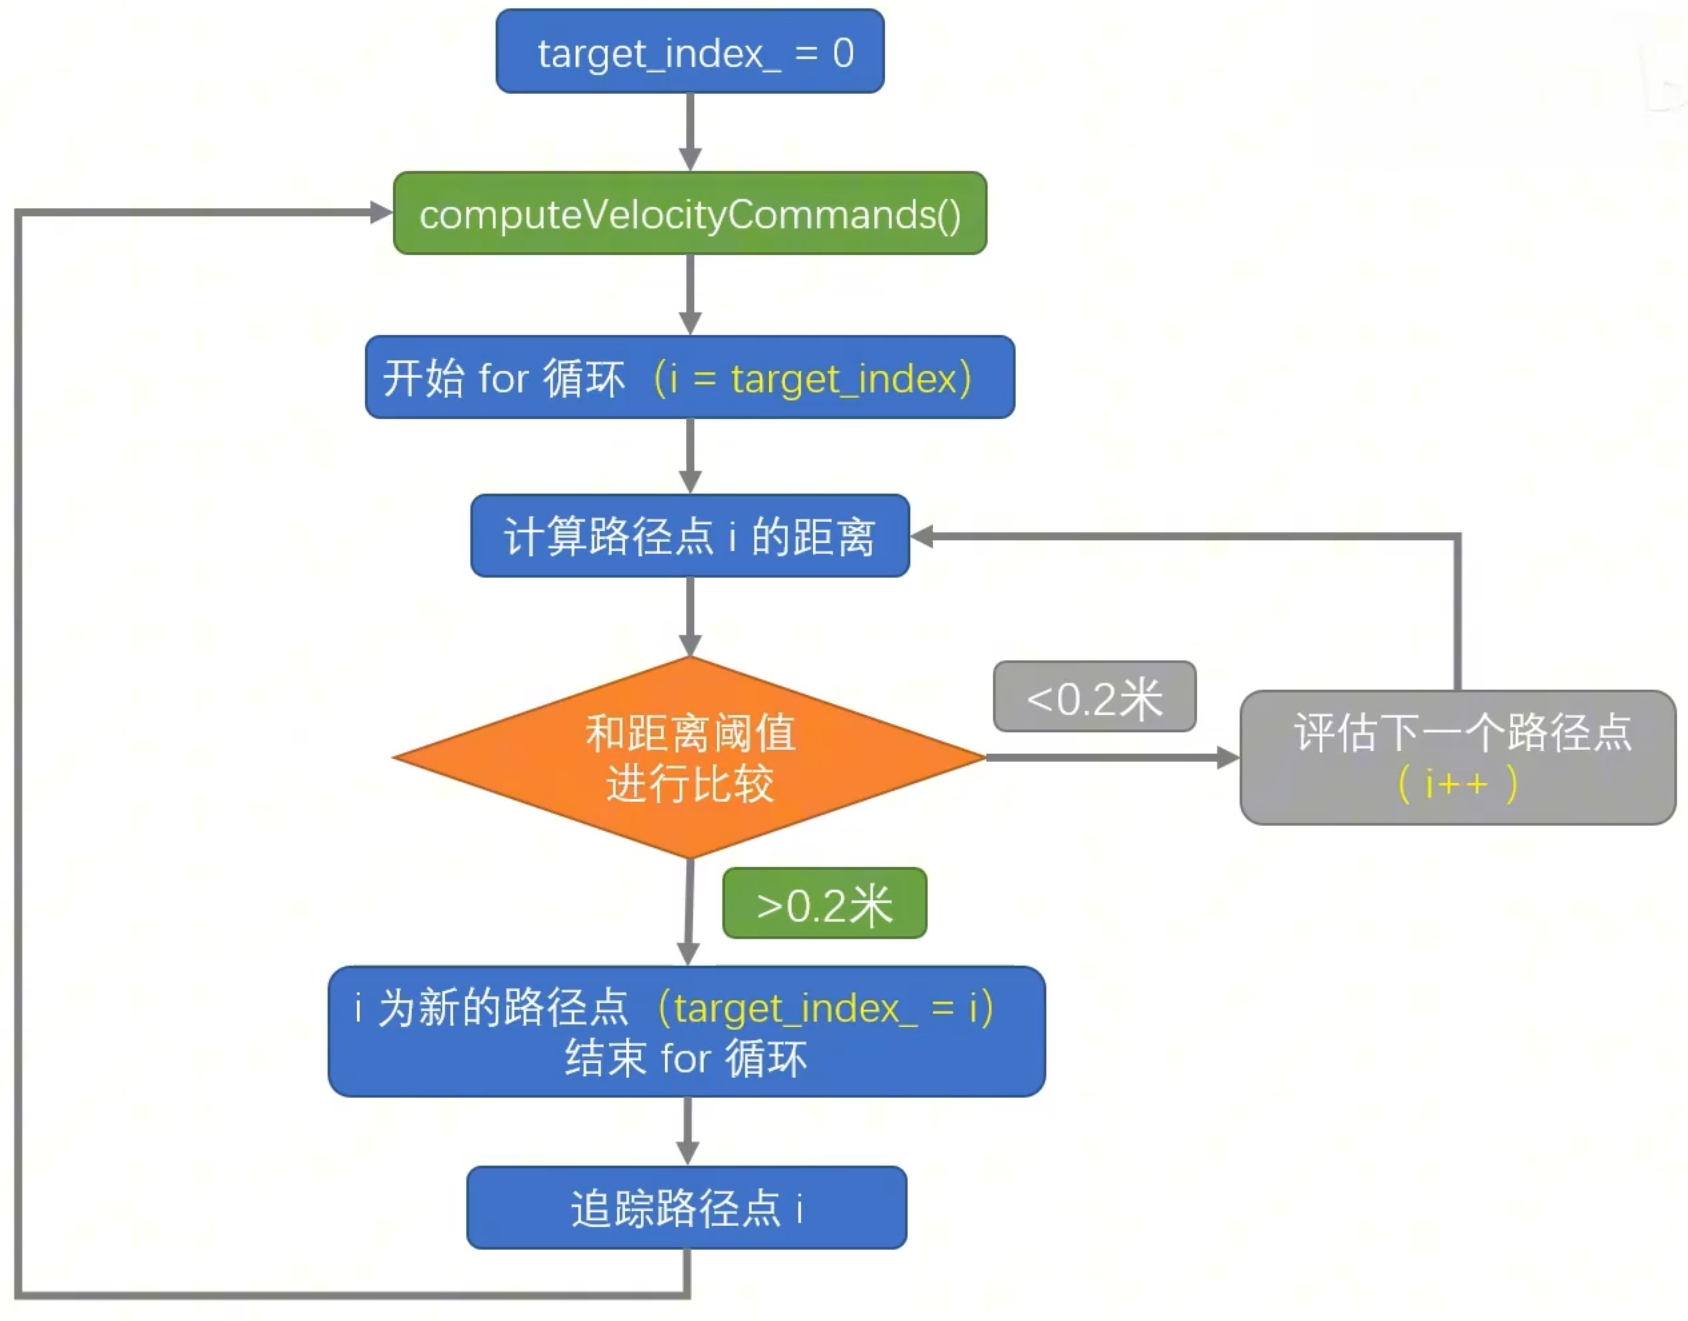 target_index_ = 0
computeVelocityCommands()
开始 for 循环（i = target_index）
计算路径点 i 的距离
和距离阈值
进行比较
<0.2米
评估下一个路径点
（ i++ ）
>0.2米
i 为新的路径点（target_index_ = i）
结束 for 循环
追踪路径点 i